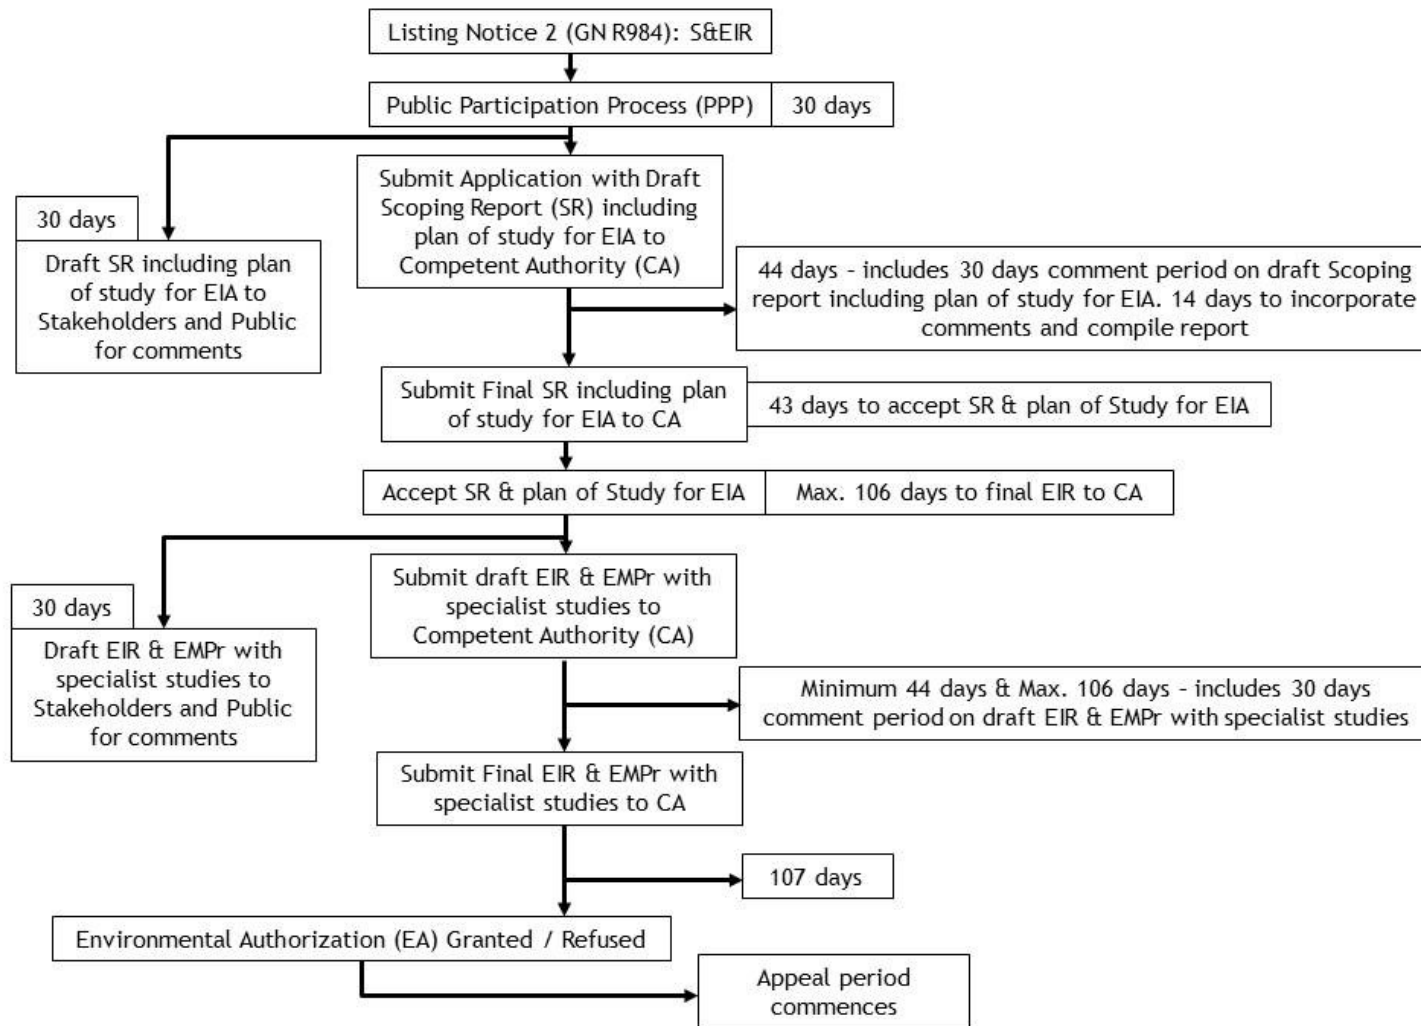 Listing Notice 2 (GN R984): S&EIR
Public Participation Process (PPP)
30 days
Submit Application with Draft
Scoping Report (SR) including
plan of study for EIA to
Competent Authority (CA)
30 days
Draft SR including plan
of study for EIA to
Stakeholders and Public
for comments
44 days - includes 30 days comment period on draft Scoping
report including plan of study for EIA. 14 days to incorporate
comments and compile report
Submit Final SR including plan
of study for EIA to CA
43 days to accept SR & plan of Study for EIA
Accept SR & plan of Study for EIA
Max. 106 days to final EIR to CA
Submit draft EIR & EMPr with
specialist studies to
Competent Authority (CA)
30 days
Draft EIR & EMPr with
specialist studies to
Stakeholders and Public
for comments
Minimum 44 days & Max. 106 days - includes 30 days
comment period on draft EIR & EMPr with specialist studies
Submit Final EIR & EMPr with
specialist studies to CA
107 days
Environmental Authorization (EA) Granted / Refused
Appeal period
commences